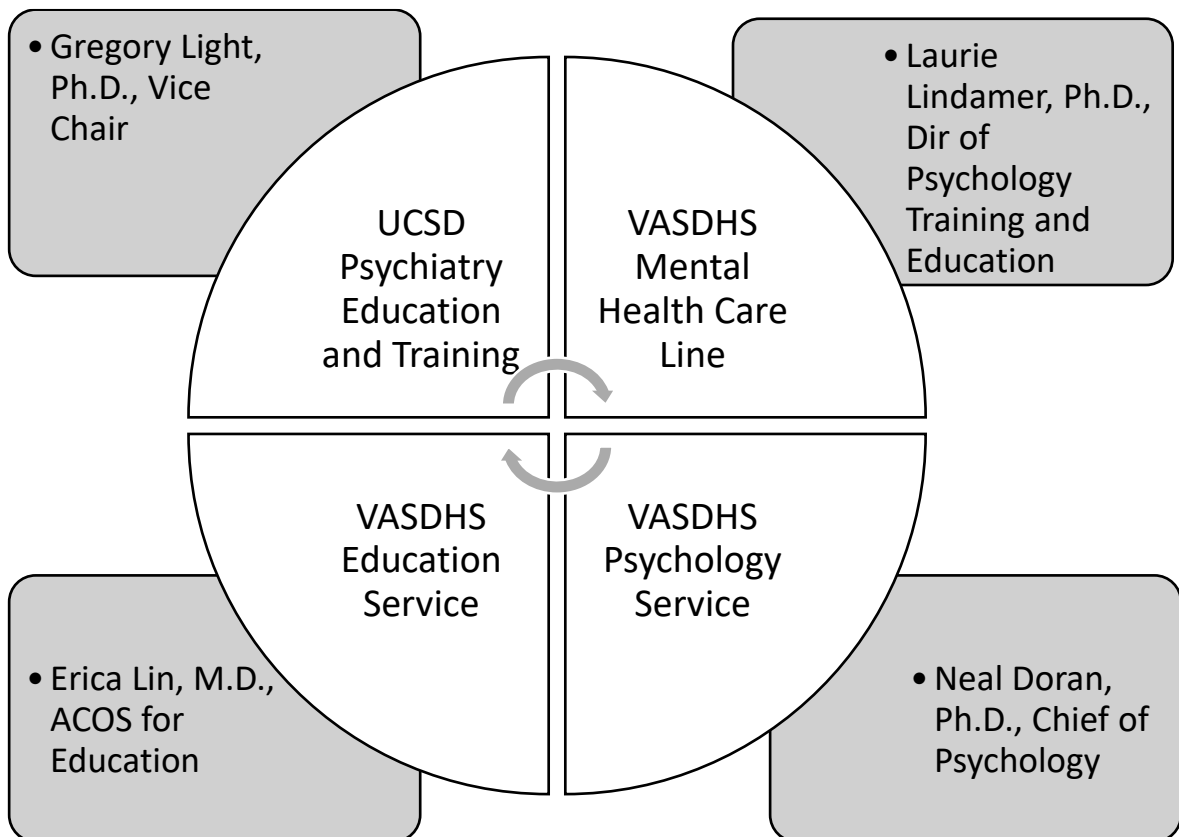 • Gregory Light,
Ph.D., Vice
Chair
• Laurie
Lindamer, Ph.D.,
Dir of
Psychology
Training and
Education
UCSD
Psychiatry
Education
and Training
VASDHS
Mental
Health Care
Line
VASDHS
Education
Service
VASDHS
Psychology
Service
• Erica Lin, M.D.,
ACOS for
Education
• Neal Doran,
Ph.D., Chief of
Psychology